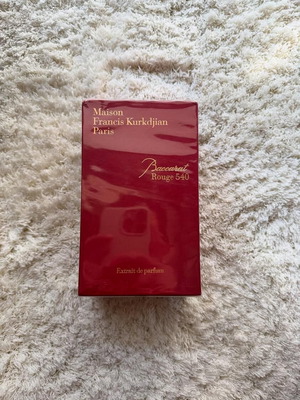 Maison
Francis Kurkdjian
Paris
Baccarat
Rouge 540
Extrait de parfum